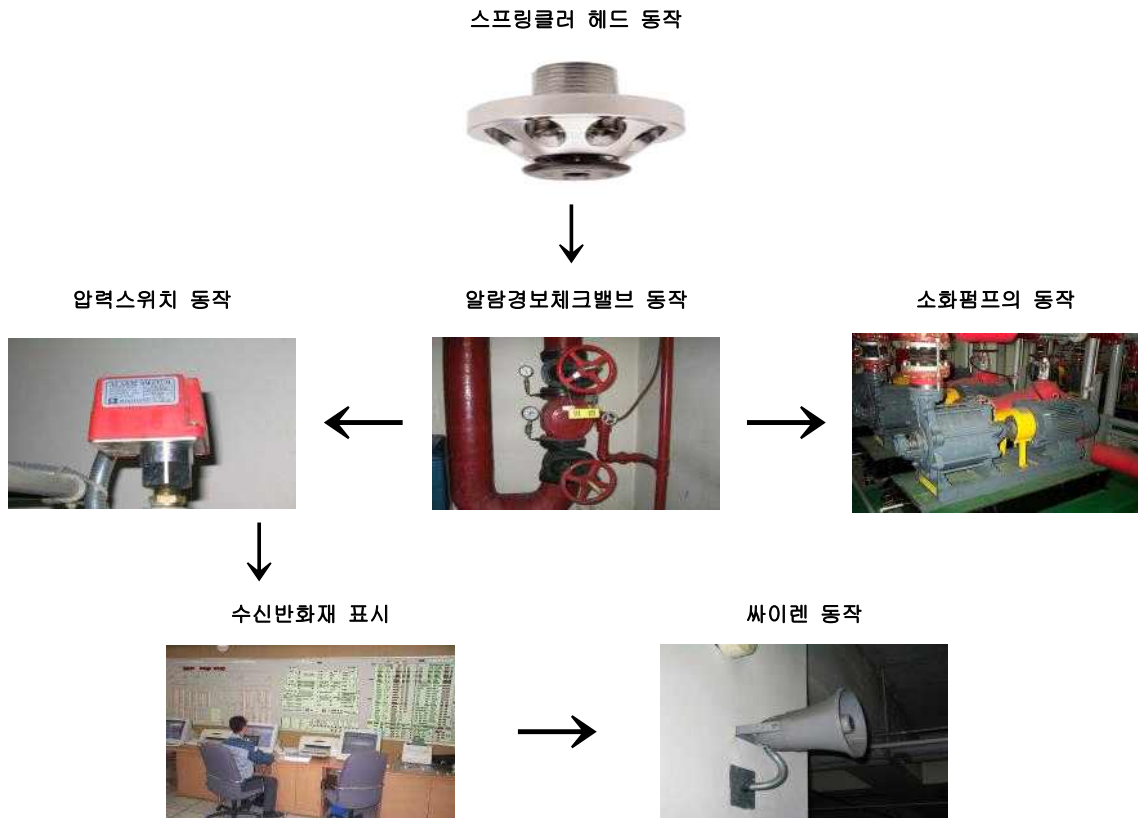 스프링클러 헤드 동작
압력스위치 동작
알람경보체크밸브 동작
소화펌프의 동작
수신반화재 표시
싸이렌 동작